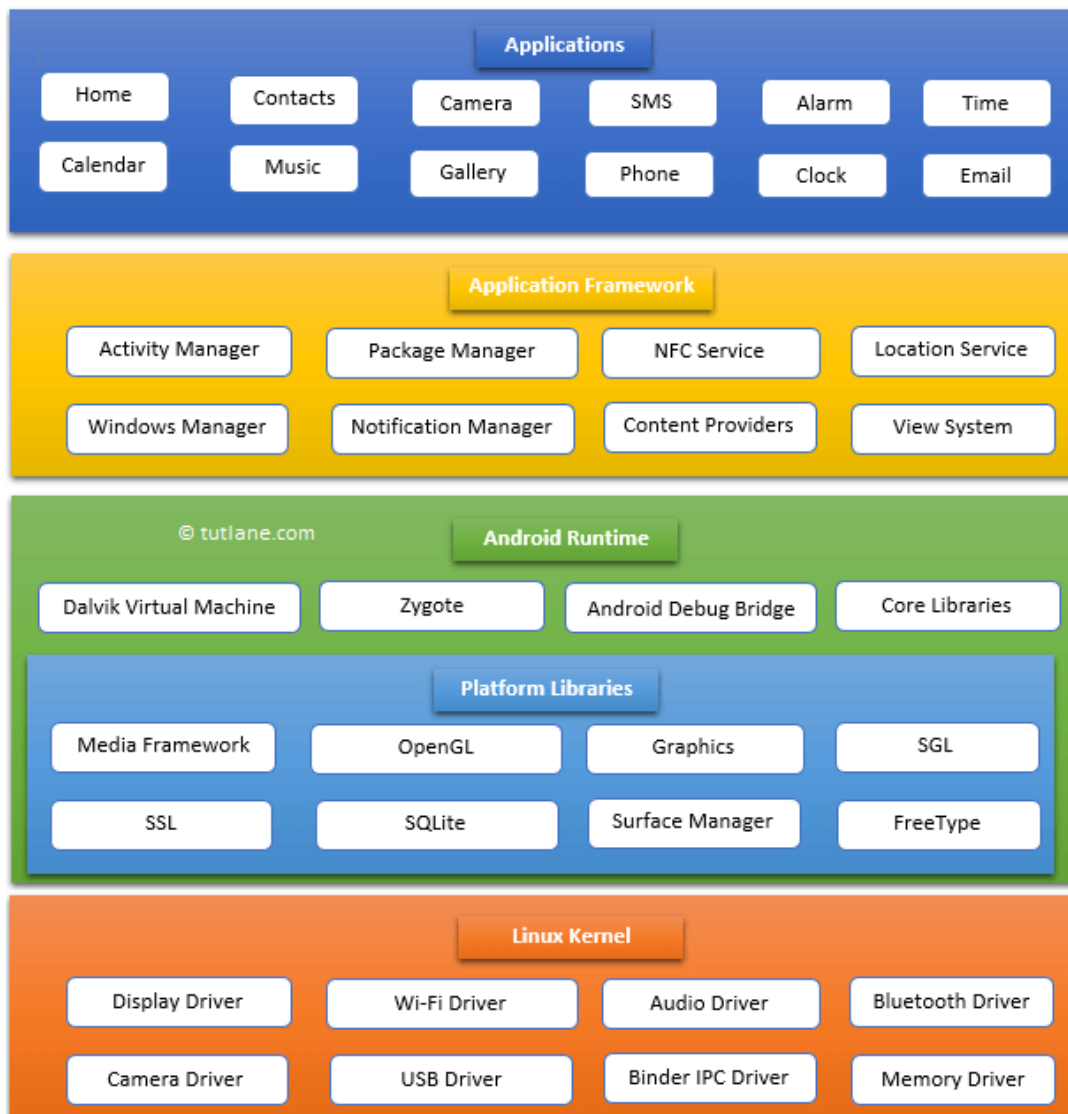 Applications
Home Contacts Camera SMS Alarm Time
Calendar Music Gallery Phone Clock Email
Application Framework
Activity Manager Package Manager NFC Service Location Service
Windows Manager Notification Manager Content Providers View System
© tutlane.com
Android Runtime
Dalvik Virtual Machine Zygote Android Debug Bridge Core Libraries
Platform Libraries
Media Framework OpenGL Graphics SGL
SSL SQLite Surface Manager FreeType
Linux Kernel
Display Driver Wi-Fi Driver Audio Driver Bluetooth Driver
Camera Driver USB Driver Binder IPC Driver Memory Driver